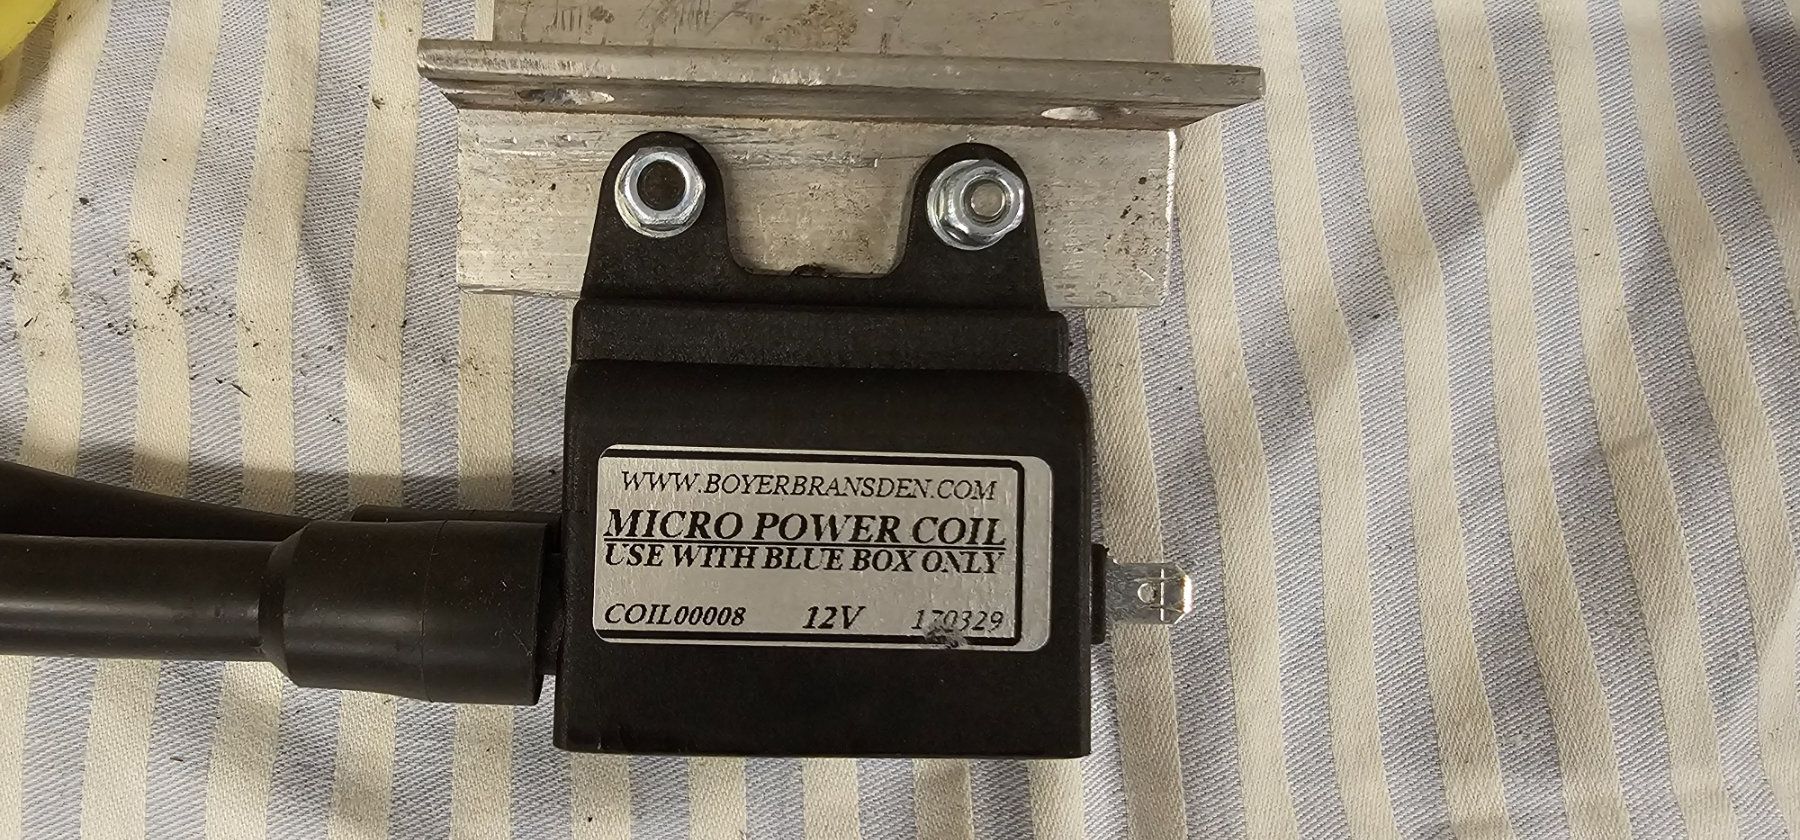 WWW.BOYERBRANSDEN.COM
MICRO POWER COIL
USE WITH BLUE BOX ONLY
COIL00008 12V 170329